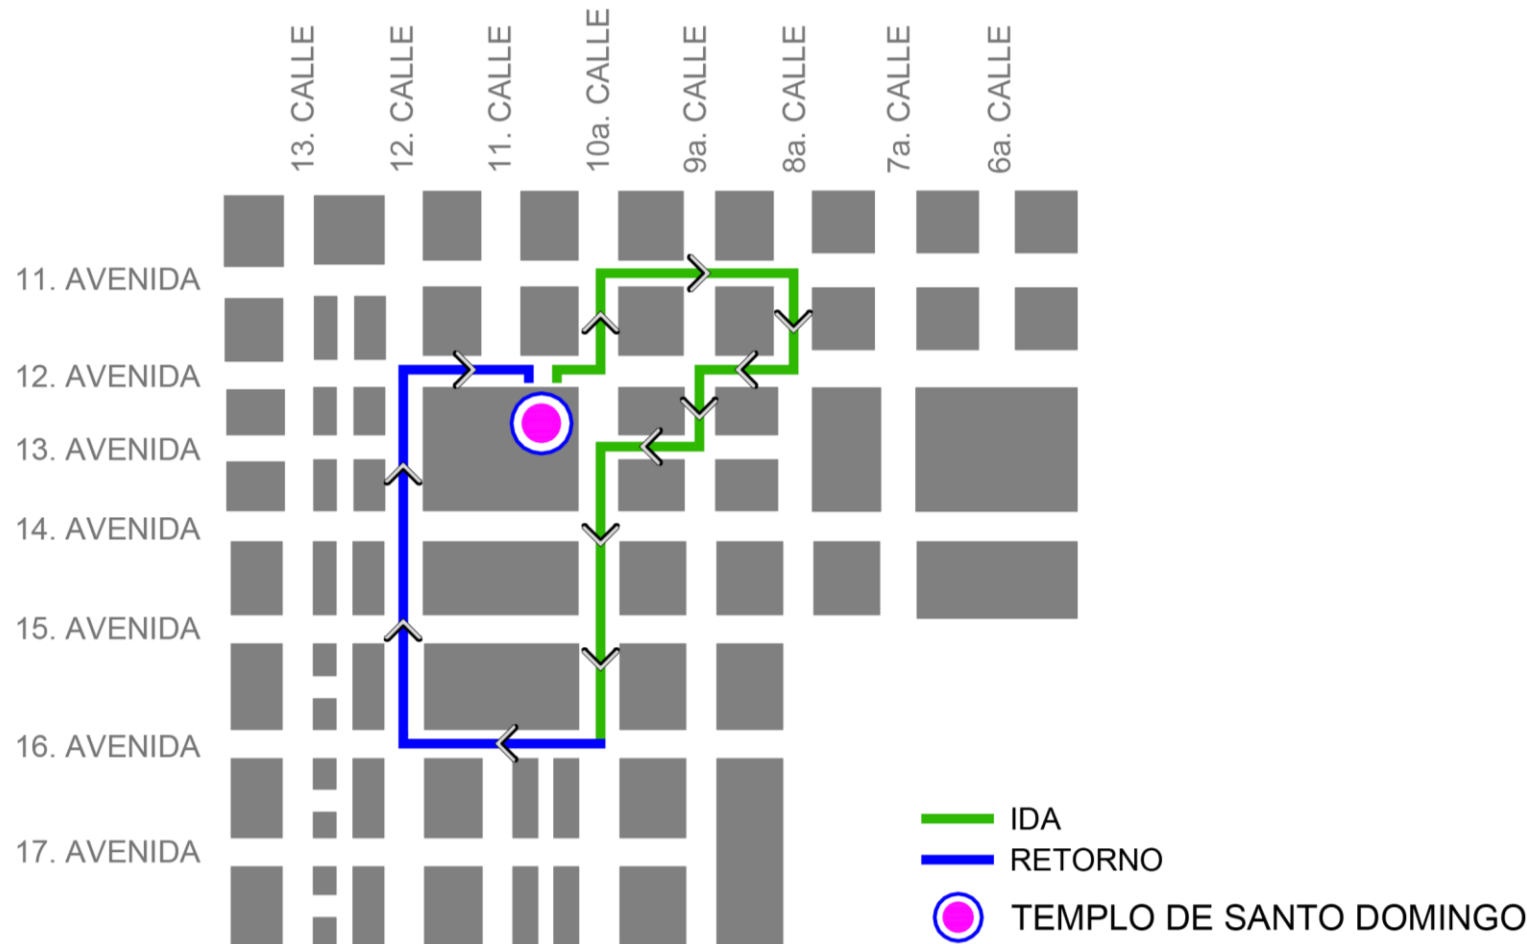 13. CALLE
12. CALLE
11. CALLE
10a. CALLE
9a. CALLE
8a. CALLE
7a. CALLE
6a. CALLE
11. AVENIDA
12. AVENIDA
13. AVENIDA
14. AVENIDA
15. AVENIDA
16. AVENIDA
17. AVENIDA
IDA
RETORNO
TEMPLO DE SANTO DOMINGO